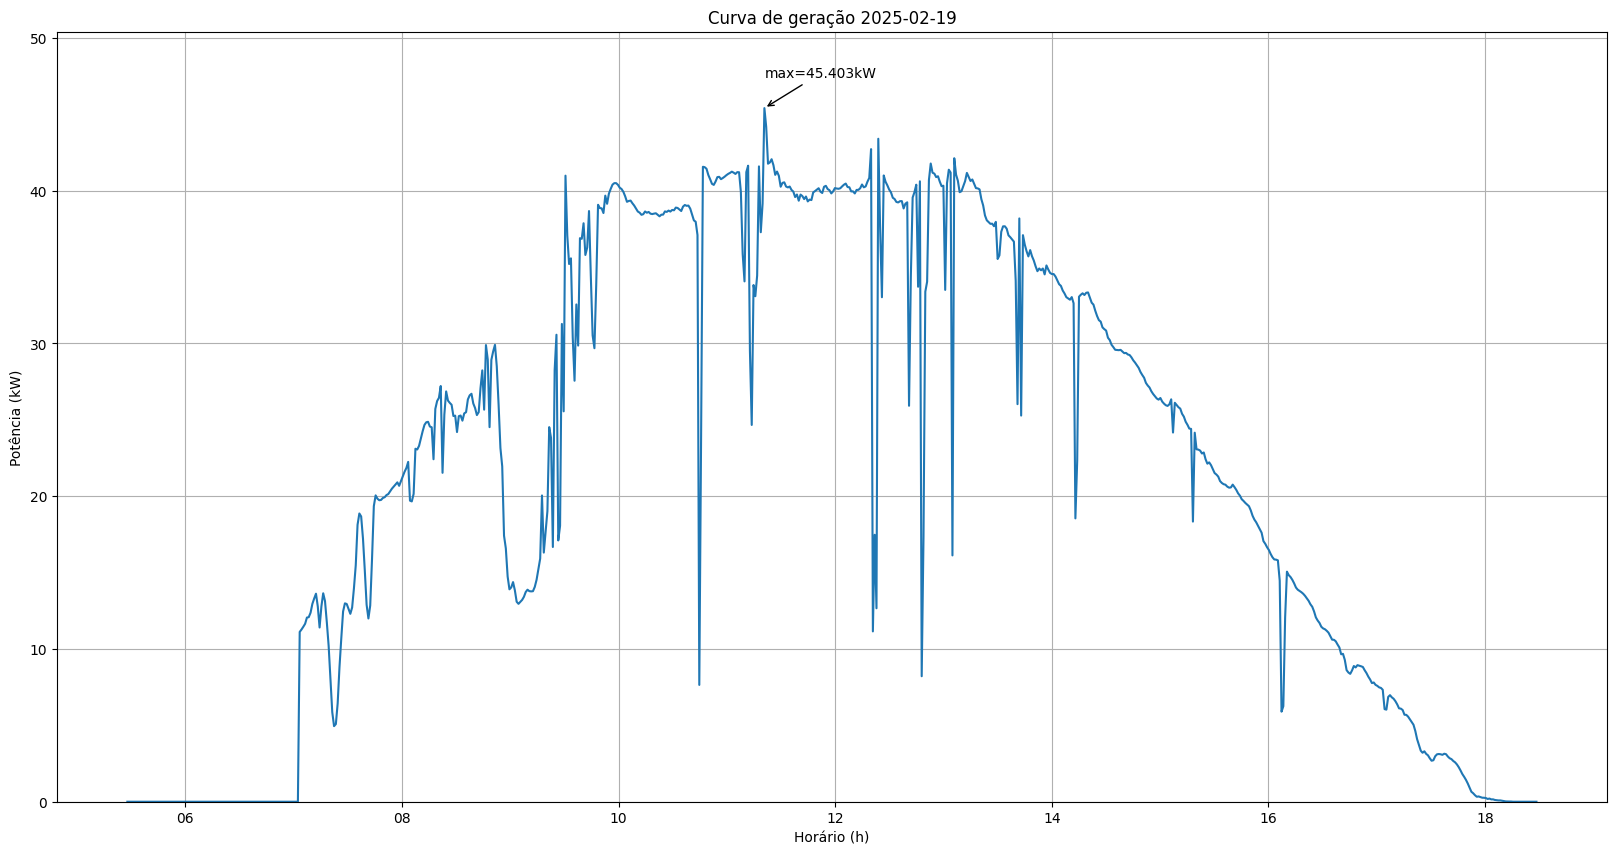 Curva de geração 2025-02-19
50
max=45.403kW
40
30
20
10
0
Potência (kW)
06 08 10 12 14 16 18
Horário (h)